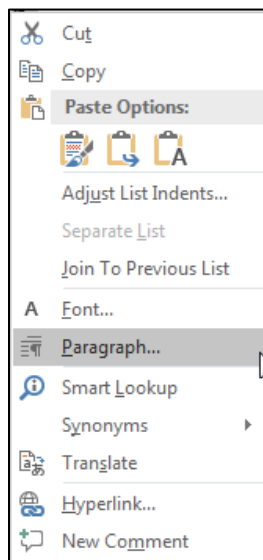 Cut
Copy
Paste Options:
A
Adjust List Indents...
Separate List
Join To Previous List
A Font...
Paragraph...
Smart Lookup
Synonyms
Translate
Hyperlink...
New Comment